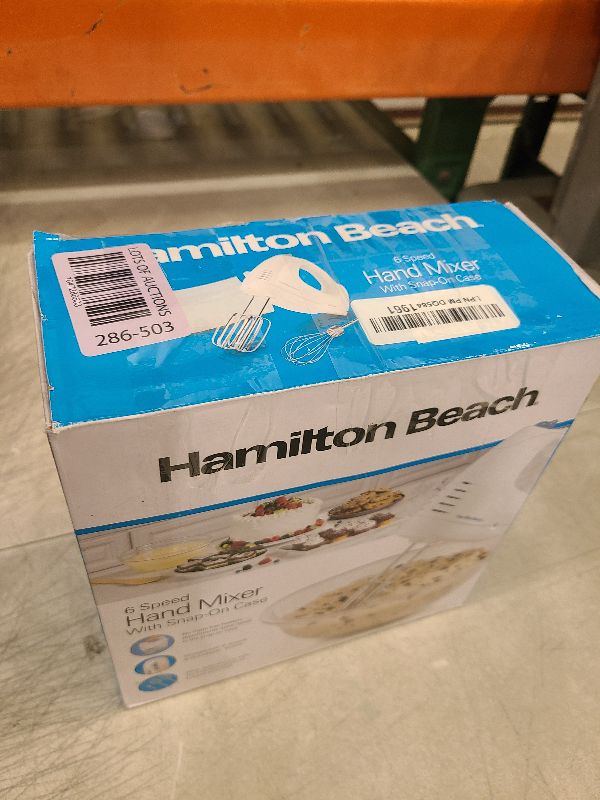 Hamilton Beach
6 Speed
Hand Mixer
With Snap-On Case
LOTS OF AUCTIONS
286-503
1961
Hamilton Beach
6 Speed
Hand Mixer
With Snap-On Case